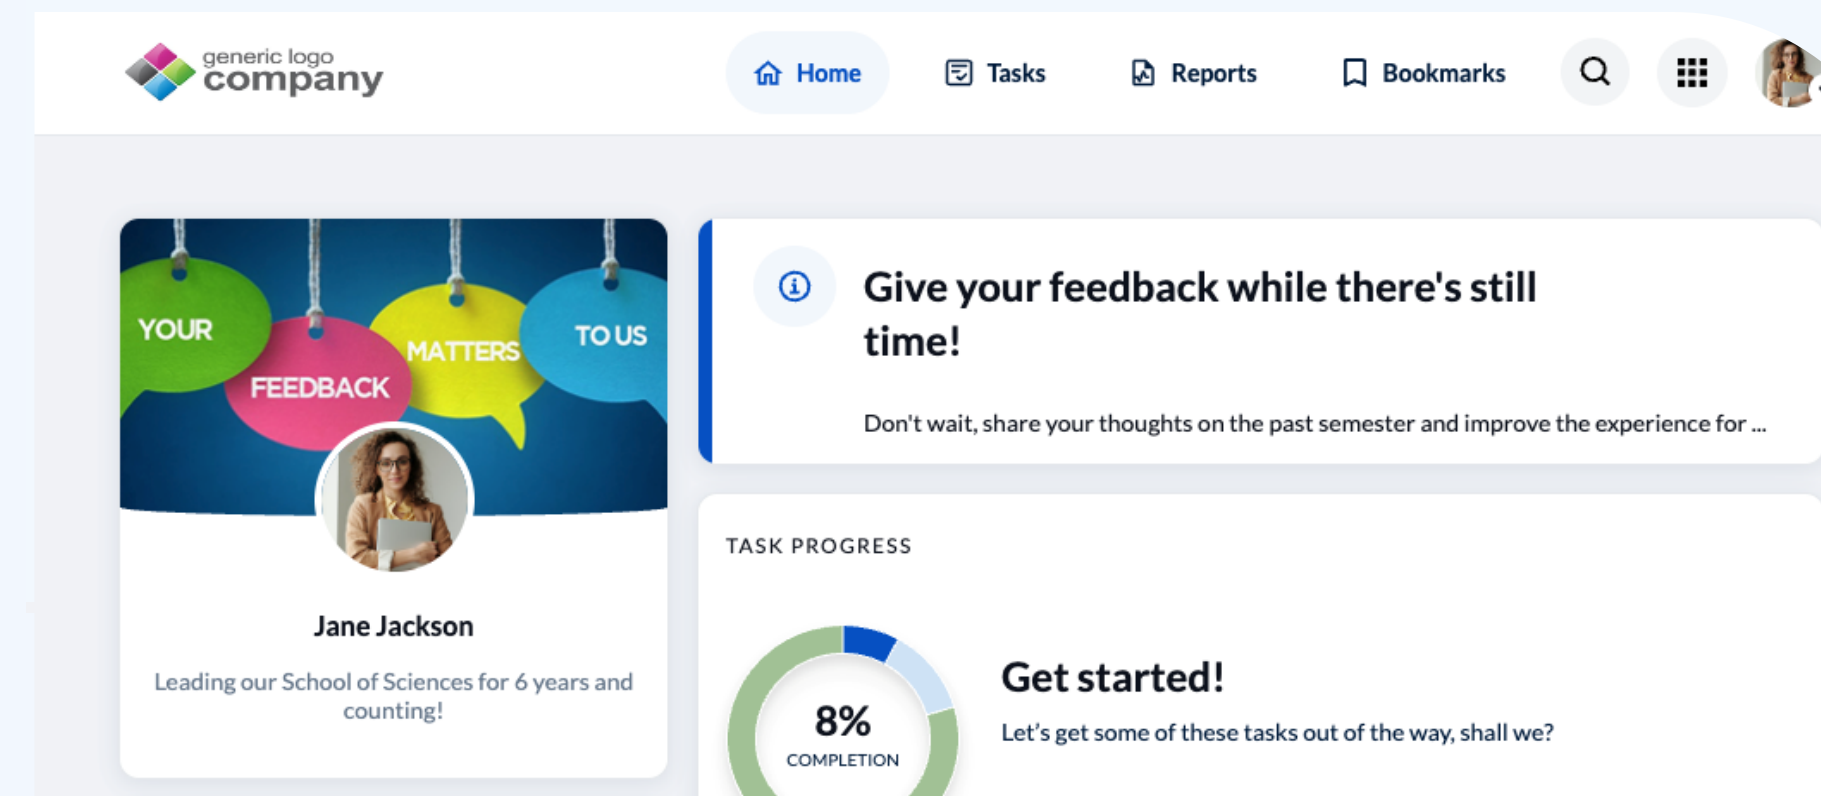 generic logo
company
Home
Tasks
Reports
Bookmarks
YOUR
FEEDBACK
MATTERS
TO US
Jane Jackson
Leading our School of Sciences for 6 years and
counting!
Give your feedback while there's still
time!
Don't wait, share your thoughts on the past semester and improve the experience for ...
TASK PROGRESS
8%
COMPLETION
Get started!
Let’s get some of these tasks out of the way, shall we?